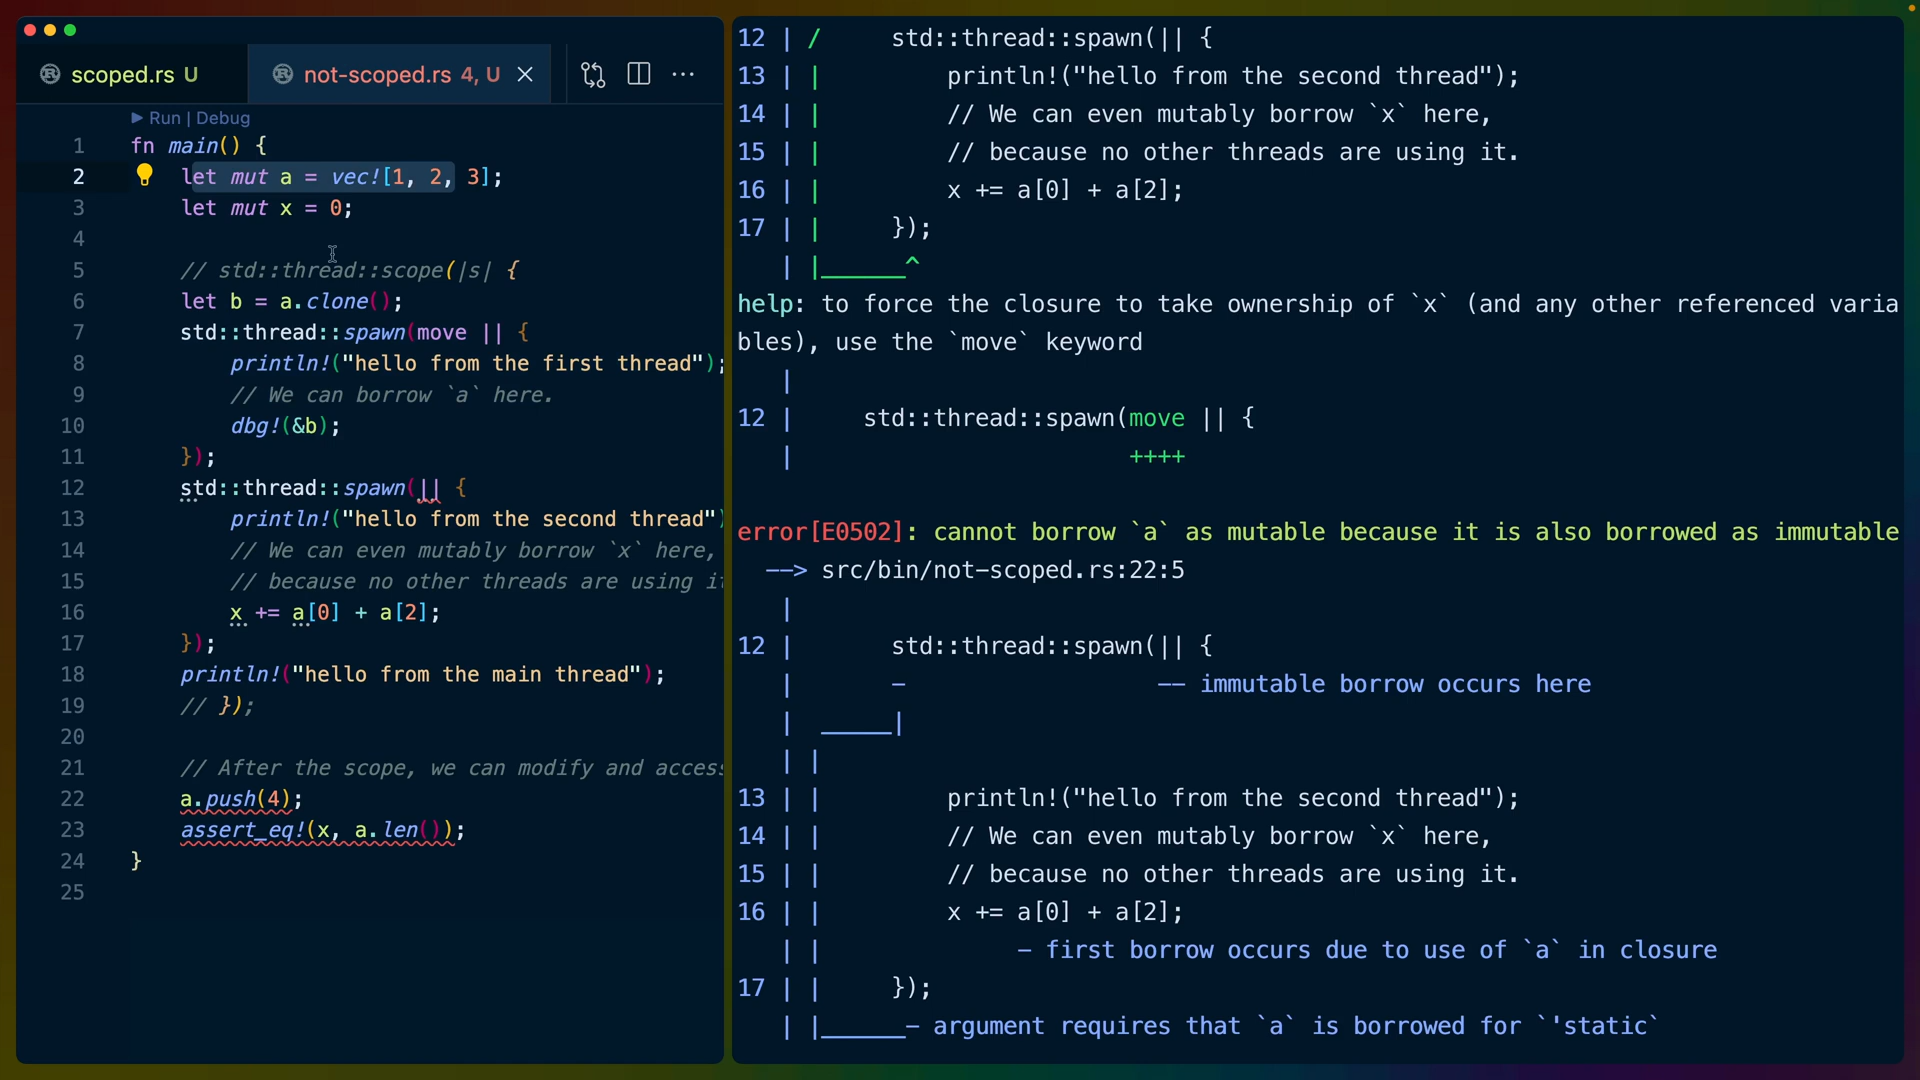 scoped.rs U
not-scoped.rs 4, U
Run | Debug
1 fn main() {
2 let mut a = vec![1, 2, 3];
3 let mut x = 0;
4
5 // std::thread::scope(|s| {
6 let b = a.clone();
7 std::thread::spawn(move || {
8 println!("hello from the first thread");
9 // We can borrow `a` here.
10 dbg!(&b);
11 });
12 std::thread::spawn(|| {
13 println!("hello from the second thread")
14 // We can even mutably borrow `x` here,
15 // because no other threads are using it
16 x += a[0] + a[2];
17 });
18 println!("hello from the main thread");
19 // });
20
21 // After the scope, we can modify and access
22 a.push(4);
23 assert_eq!(x, a.len());
24 }
25
12 | / std::thread::spawn(|| {
13 | | println!("hello from the second thread");
14 | | // We can even mutably borrow `x` here,
15 | | // because no other threads are using it.
16 | | x += a[0] + a[2];
17 | | });
| |______^
help: to force the closure to take ownership of `x` (and any other referenced varia
bles), use the `move` keyword
|
12 | std::thread::spawn(move || {
| ++++
error[E0502]: cannot borrow `a` as mutable because it is also borrowed as immutable
--> src/bin/not-scoped.rs:22:5
|
12 | std::thread::spawn(|| {
| - -- immutable borrow occurs here
| _____|
| |
13 | | println!("hello from the second thread");
14 | | // We can even mutably borrow `x` here,
15 | | // because no other threads are using it.
16 | | x += a[0] + a[2];
| | - first borrow occurs due to use of `a` in closure
17 | | });
| |______- argument requires that `a` is borrowed for `'static`